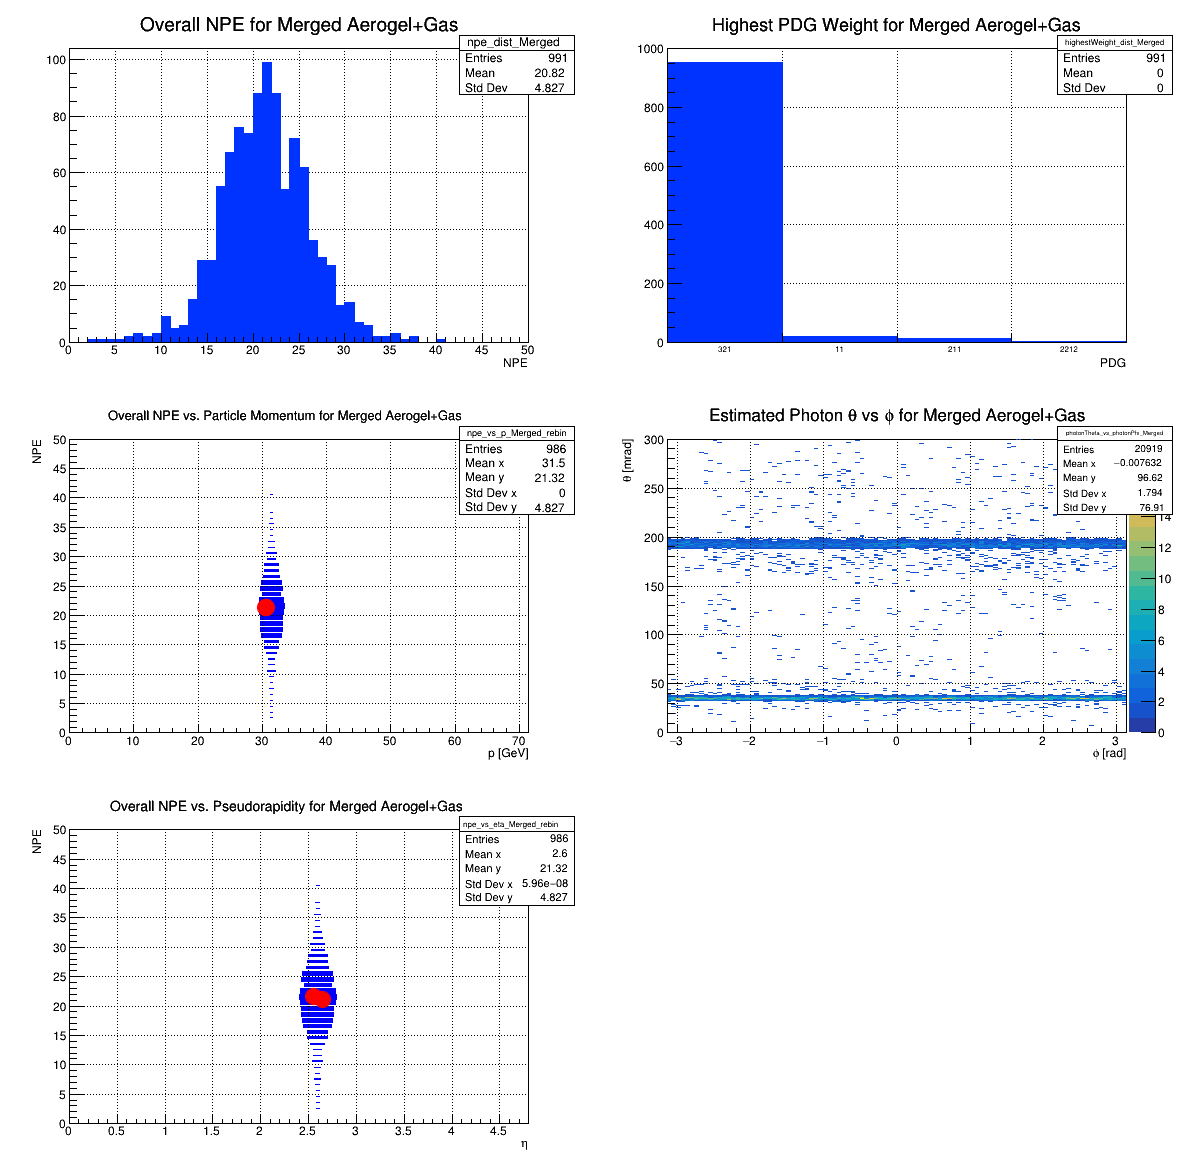 Overall NPE for Merged Aerogel+Gas
npe_dist_Merged
Entries 991
Mean 20.82
Std Dev 4.827
100
80
60
40
20
0
0 5 10 15 20 25 30 35 40 45 50
NPE
Highest PDG Weight for Merged Aerogel+Gas
highestWeight_dist_Merged
Entries 991
Mean 0
Std Dev 0
1000
800
600
400
200
0
321 11 211 2212
PDG
Overall NPE vs. Particle Momentum for Merged Aerogel+Gas
npe_vs_p_Merged_rebin
Entries 986
Mean x 31.5
Mean y 21.32
Std Dev x 0
Std Dev y 4.827
NPE
50
45
40
35
30
25
20
15
10
5
0
0 10 20 30 40 50 60 70
p [GeV]
Estimated Photon θ vs ϕ for Merged Aerogel+Gas
photonTheta_vs_photonPhi_Merged
Entries 20919
Mean x −0.007632
Mean y 96.62
Std Dev x 1.794
Std Dev y 76.91
θ [mrad]
300
250
200
150
100
50
0
−3 −2 −1 0 1 2 3
ϕ [rad]
14
12
10
8
6
4
2
0
Overall NPE vs. Pseudorapidity for Merged Aerogel+Gas
npe_vs_eta_Merged_rebin
Entries 986
Mean x 2.6
Mean y 21.32
Std Dev x 5.96e−08
Std Dev y 4.827
NPE
50
45
40
35
30
25
20
15
10
5
0
0 0.5 1 1.5 2 2.5 3 3.5 4 4.5
η